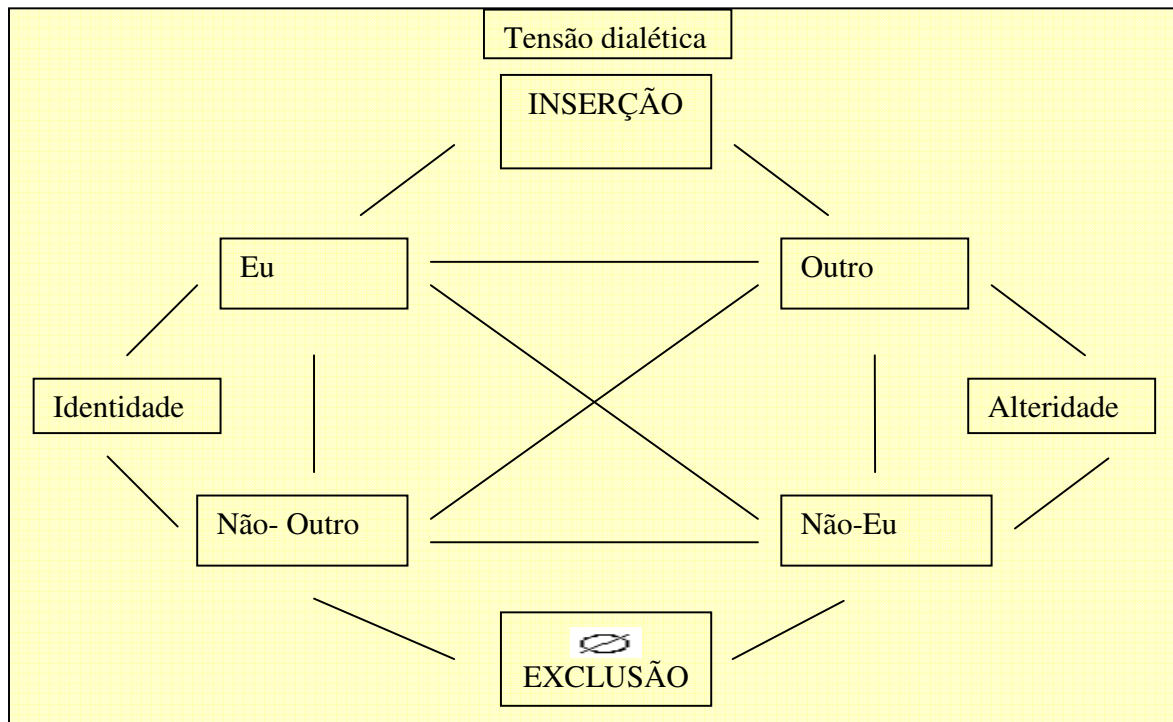 Tensão dialética
INSERÇÃO
Eu
Outro
Identidade
Alteridade
Não- Outro
Não-Eu
EXCLUSÃO